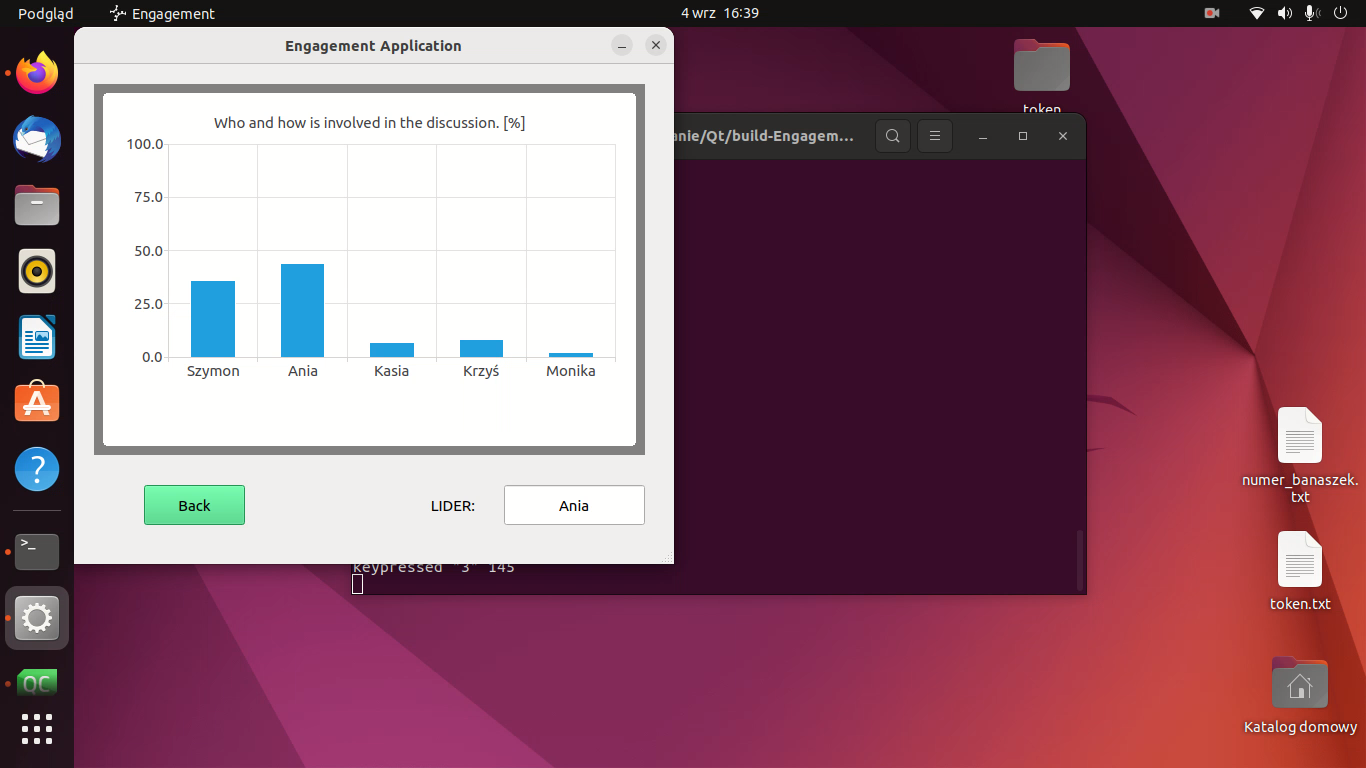 Podgląd
Engagement
4 wrz 16:39
Engagement Application
Who and how is involved in the discussion. [%]
100.0
75.0
50.0
25.0
0.0
Szymon
Ania
Kasia
Krzyś
Monika
Back
LIDER:
Ania
anie/Qt/build-Engagem...
keypressed "3" 145
token
numer_banaszek.
txt
token.txt
Katalog domowy
>_
QC